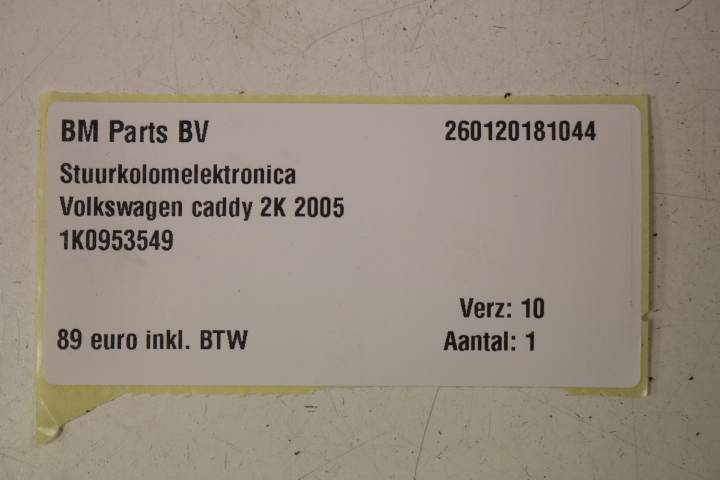 BM Parts BV 260120181044
Stuurkolomelektronica
Volkswagen caddy 2K 2005
1K0953549
Verz: 10
89 euro inkl. BTW Aantal: 1